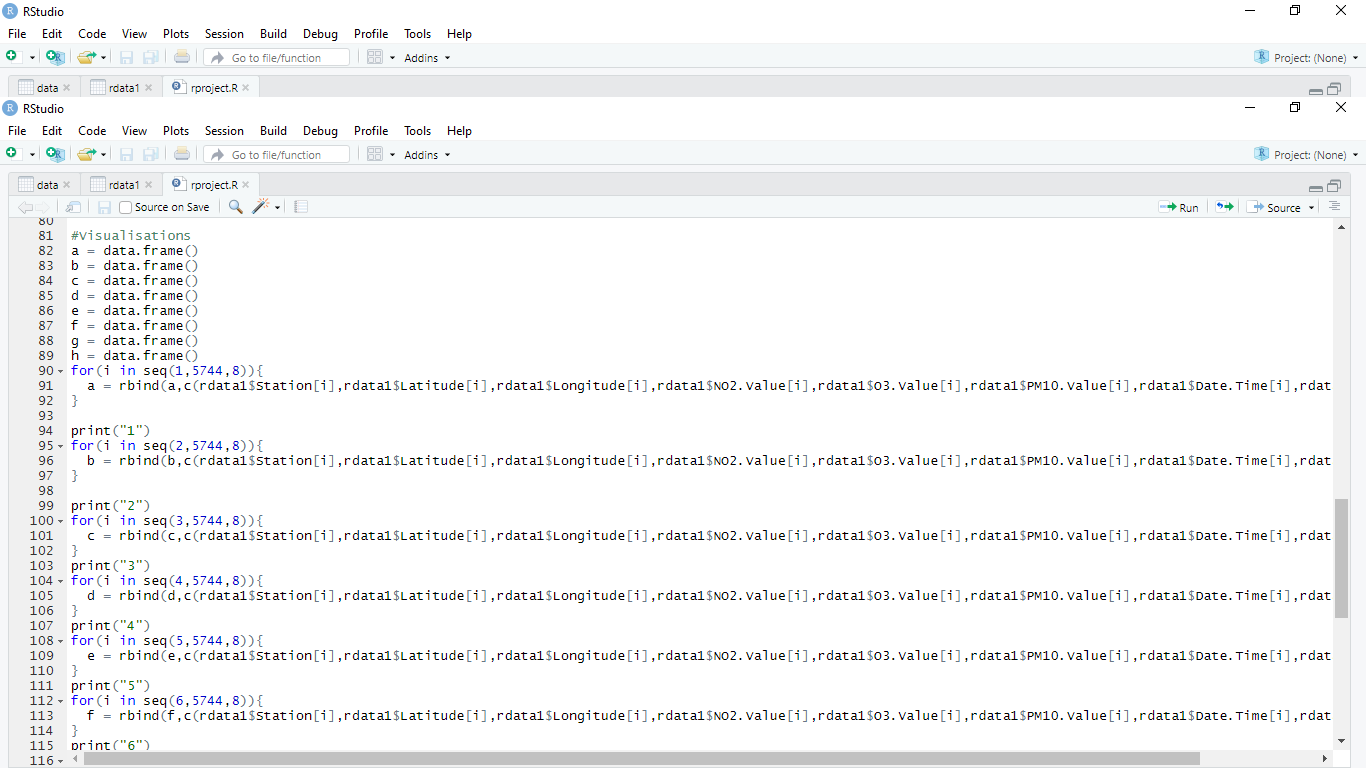 RStudio
File Edit Code View Plots Session Build Debug Profile Tools Help
Go to file/function Addins Project: (None)
data rdata1 rproject.R
RStudio
File Edit Code View Plots Session Build Debug Profile Tools Help
Go to file/function Addins Project: (None)
data rdata1 rproject.R
Source on Save Run Source
80
81 #Visualisations
82 a = data.frame()
83 b = data.frame()
84 c = data.frame()
85 d = data.frame()
86 e = data.frame()
87 f = data.frame()
88 g = data.frame()
89 h = data.frame()
90 for(i in seq(1,5744,8)){
91 a = rbind(a,c(rdata1$Station[i],rdata1$Latitude[i],rdata1$Longitude[i],rdata1$NO2.Value[i],rdata1$O3.Value[i],rdata1$PM10.Value[i],rdata1$Date.Time[i],rdat
92 }
93
94 print("1")
95 for(i in seq(2,5744,8)){
96 b = rbind(b,c(rdata1$Station[i],rdata1$Latitude[i],rdata1$Longitude[i],rdata1$NO2.Value[i],rdata1$O3.Value[i],rdata1$PM10.Value[i],rdata1$Date.Time[i],rdat
97 }
98
99 print("2")
100 for(i in seq(3,5744,8)){
101 c = rbind(c,c(rdata1$Station[i],rdata1$Latitude[i],rdata1$Longitude[i],rdata1$NO2.Value[i],rdata1$O3.Value[i],rdata1$PM10.Value[i],rdata1$Date.Time[i],rdat
102 }
103 print("3")
104 for(i in seq(4,5744,8)){
105 d = rbind(d,c(rdata1$Station[i],rdata1$Latitude[i],rdata1$Longitude[i],rdata1$NO2.Value[i],rdata1$O3.Value[i],rdata1$PM10.Value[i],rdata1$Date.Time[i],rdat
106 }
107 print("4")
108 for(i in seq(5,5744,8)){
109 e = rbind(e,c(rdata1$Station[i],rdata1$Latitude[i],rdata1$Longitude[i],rdata1$NO2.Value[i],rdata1$O3.Value[i],rdata1$PM10.Value[i],rdata1$Date.Time[i],rdat
110 }
111 print("5")
112 for(i in seq(6,5744,8)){
113 f = rbind(f,c(rdata1$Station[i],rdata1$Latitude[i],rdata1$Longitude[i],rdata1$NO2.Value[i],rdata1$O3.Value[i],rdata1$PM10.Value[i],rdata1$Date.Time[i],rdat
114 }
115 print("6")
116